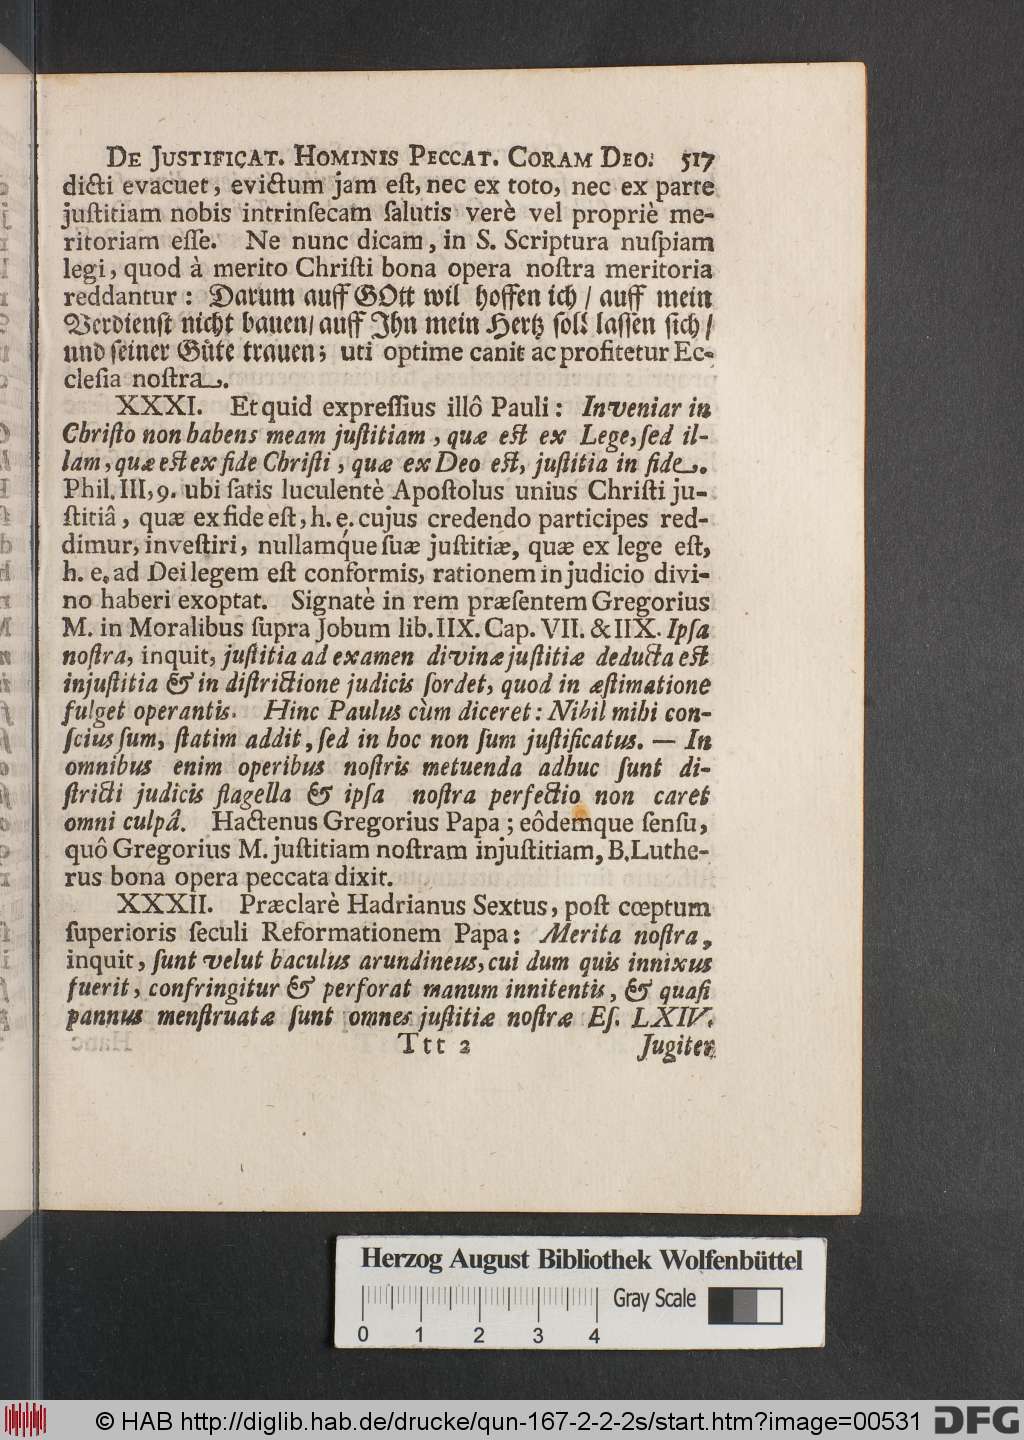 De Justificat. Hominis Peccat. Coram Deo. 517
dicti evacuet, evictum jam eſt, nec ex toto, nec ex parte
juſtitiam nobis intrinſecam ſalutis verè vel propriè me-
ritoriam eſſe. Ne nunc dicam, in S. Scriptura nuſpiam
legi, quod à merito Chriſti bona opera noſtra meritoria
reddantur: Darum auff GOtt wil hoffen ich / auff mein
Verdienſt nicht bauen / auff Ihn mein Hertz ſoll laſſen ſich /
und ſeiner Güte trauen; uti optime canit ac profitetur Ec-
cleſia noſtra.
XXXI. Et quid expreſſius illô Pauli: Inveniar in
Chriſto non habens meam juſtitiam, quæ eſt ex Lege, ſed il-
lam, quæ eſt ex fide Chriſti, quæ ex Deo eſt, juſtitia in fide.
Phil. III, 9. ubi ſatis luculentè Apoſtolus unius Chriſti ju-
ſtitiâ, quæ ex fide eſt, h. e. cujus credendo participes red-
dimur, inveſtiri, nullamq́ue ſuæ juſtitiæ, quæ ex lege eſt,
h. e. ad Dei legem eſt conformis, rationem in judicio divi-
no haberi exoptat. Signatè in rem præſentem Gregorius
M. in Moralibus ſupra Jobum lib. IIX. Cap. VII. & IIX. Ipſa
noſtra, inquit, juſtitia ad examen divinæ juſtitiæ deducta eſt
injuſtitia & in diſtrictione judicis ſordet, quod in æſtimatione
fulget operantis. Hinc Paulus cùm diceret: Nihil mihi con-
ſcius ſum, ſtatim addit, ſed in hoc non ſum juſtificatus. — In
omnibus enim operibus noſtris metuenda adhuc ſunt di-
ſtricti judicis flagella & ipſa noſtra perfectio non caret
omni culpâ. Hactenus Gregorius Papa; eôdemque ſenſu,
quô Gregorius M. juſtitiam noſtram injuſtitiam, B. Luthe-
rus bona opera peccata dixit.
XXXII. Præclarè Hadrianus Sextus, poſt cœptum
ſuperioris ſeculi Reformationem Papa: Merita noſtra,
inquit, ſunt velut baculus arundineus, cui dum quis innixus
fuerit, confringitur & perforat manum innitentis, & quaſi
pannus menſtruatæ ſunt omnes juſtitiæ noſtræ Eſ. LXIV.
Ttt 2 Jugiter
Herzog August Bibliothek Wolfenbüttel
Gray Scale
0 1 2 3 4
© HAB http://diglib.hab.de/drucke/qun-167-2-2-2s/start.htm?image=00531 DFG